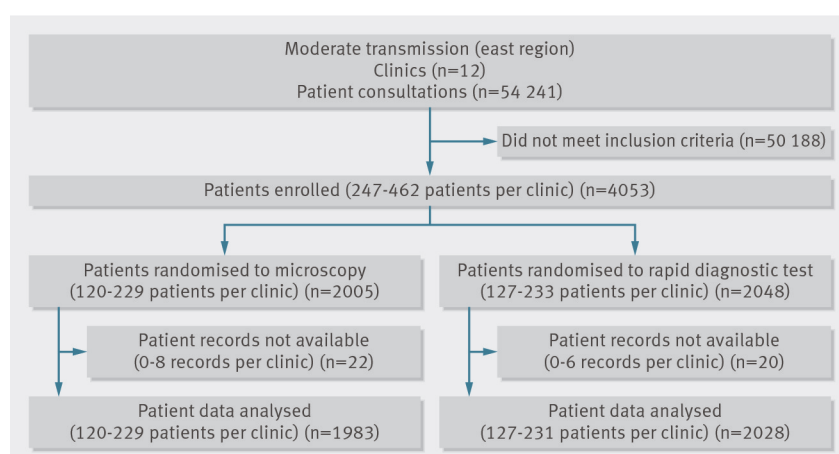 Moderate transmission (east region)
Clinics (n=12)
Patient consultations (n=54 241)
Did not meet inclusion criteria (n=50 188)
Patients enrolled (247-462 patients per clinic) (n=4053)
Patients randomised to microscopy
(120-229 patients per clinic) (n=2005)
Patients randomised to rapid diagnostic test
(127-233 patients per clinic) (n=2048)
Patient records not available
(0-8 records per clinic) (n=22)
Patient records not available
(0-6 records per clinic) (n=20)
Patient data analysed
(120-229 patients per clinic) (n=1983)
Patient data analysed
(127-231 patients per clinic) (n=2028)